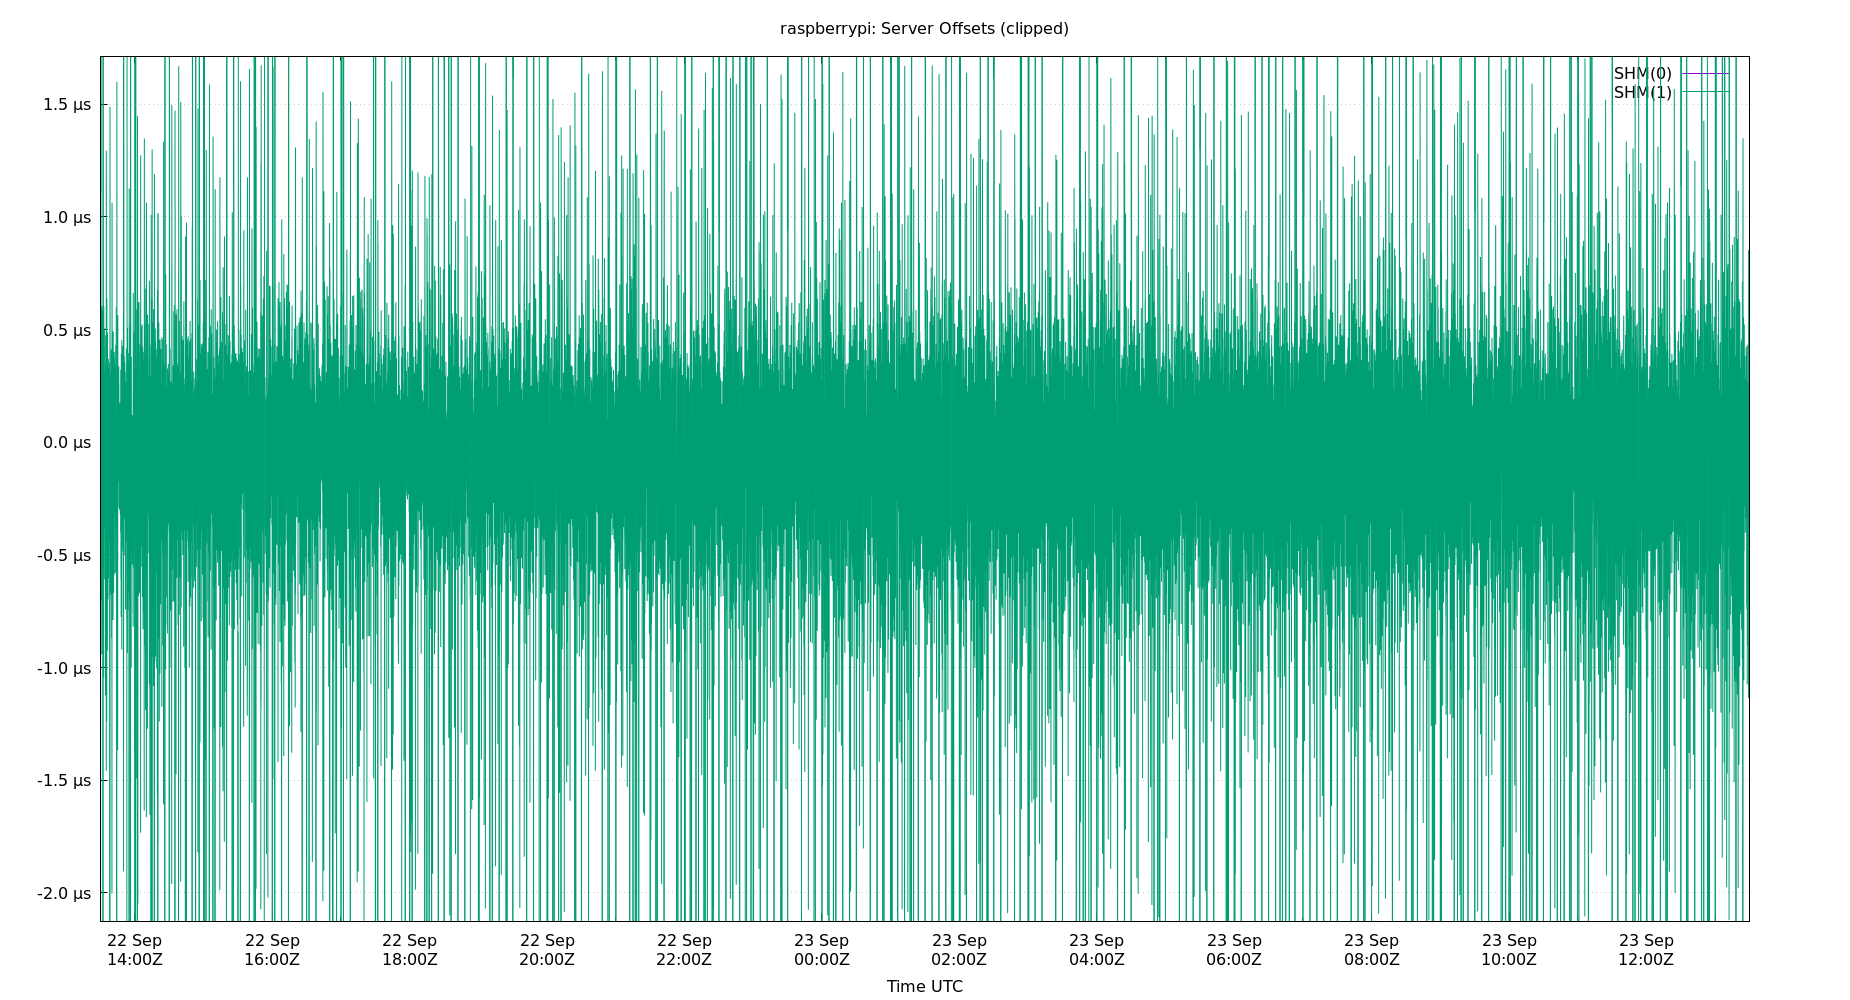 raspberrypi: Server Offsets (clipped)
SHM(0)
SHM(1)
1.5 µs
1.0 µs
0.5 µs
0.0 µs
-0.5 µs
-1.0 µs
-1.5 µs
-2.0 µs
22 Sep 22 Sep 22 Sep 22 Sep 22 Sep 23 Sep 23 Sep 23 Sep 23 Sep 23 Sep 23 Sep 23 Sep
14:00Z 16:00Z 18:00Z 20:00Z 22:00Z 00:00Z 02:00Z 04:00Z 06:00Z 08:00Z 10:00Z 12:00Z
Time UTC